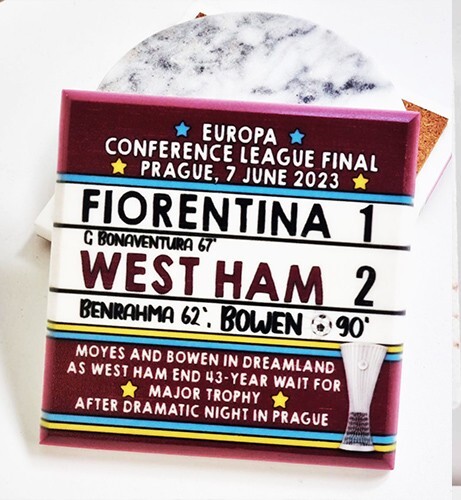 EUROPA
CONFERENCE LEAGUE FINAL
PRAGUE, 7 JUNE 2023
FIORENTINA 1
G BONAVENTURA 67'
WEST HAM 2
BENRAHMA 62', BOWEN 90'
MOYES AND BOWEN IN DREAMLAND
AS WEST HAM END 43-YEAR WAIT FOR
MAJOR TROPHY
AFTER DRAMATIC NIGHT IN PRAGUE